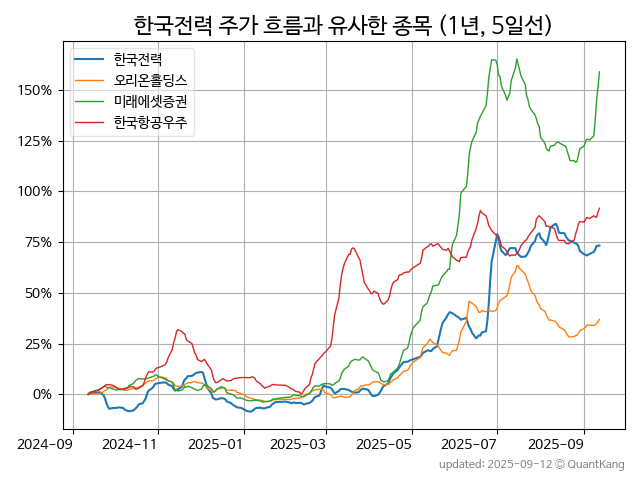 한국전력 주가 흐름과 유사한 종목 (1년, 5일선)
한국전력
오리온홀딩스
미래에셋증권
한국항공우주
150%
125%
100%
75%
50%
25%
0%
2024-09
2024-11
2025-01
2025-03
2025-05
2025-07
2025-09
updated: 2025-09-12 © QuantKang